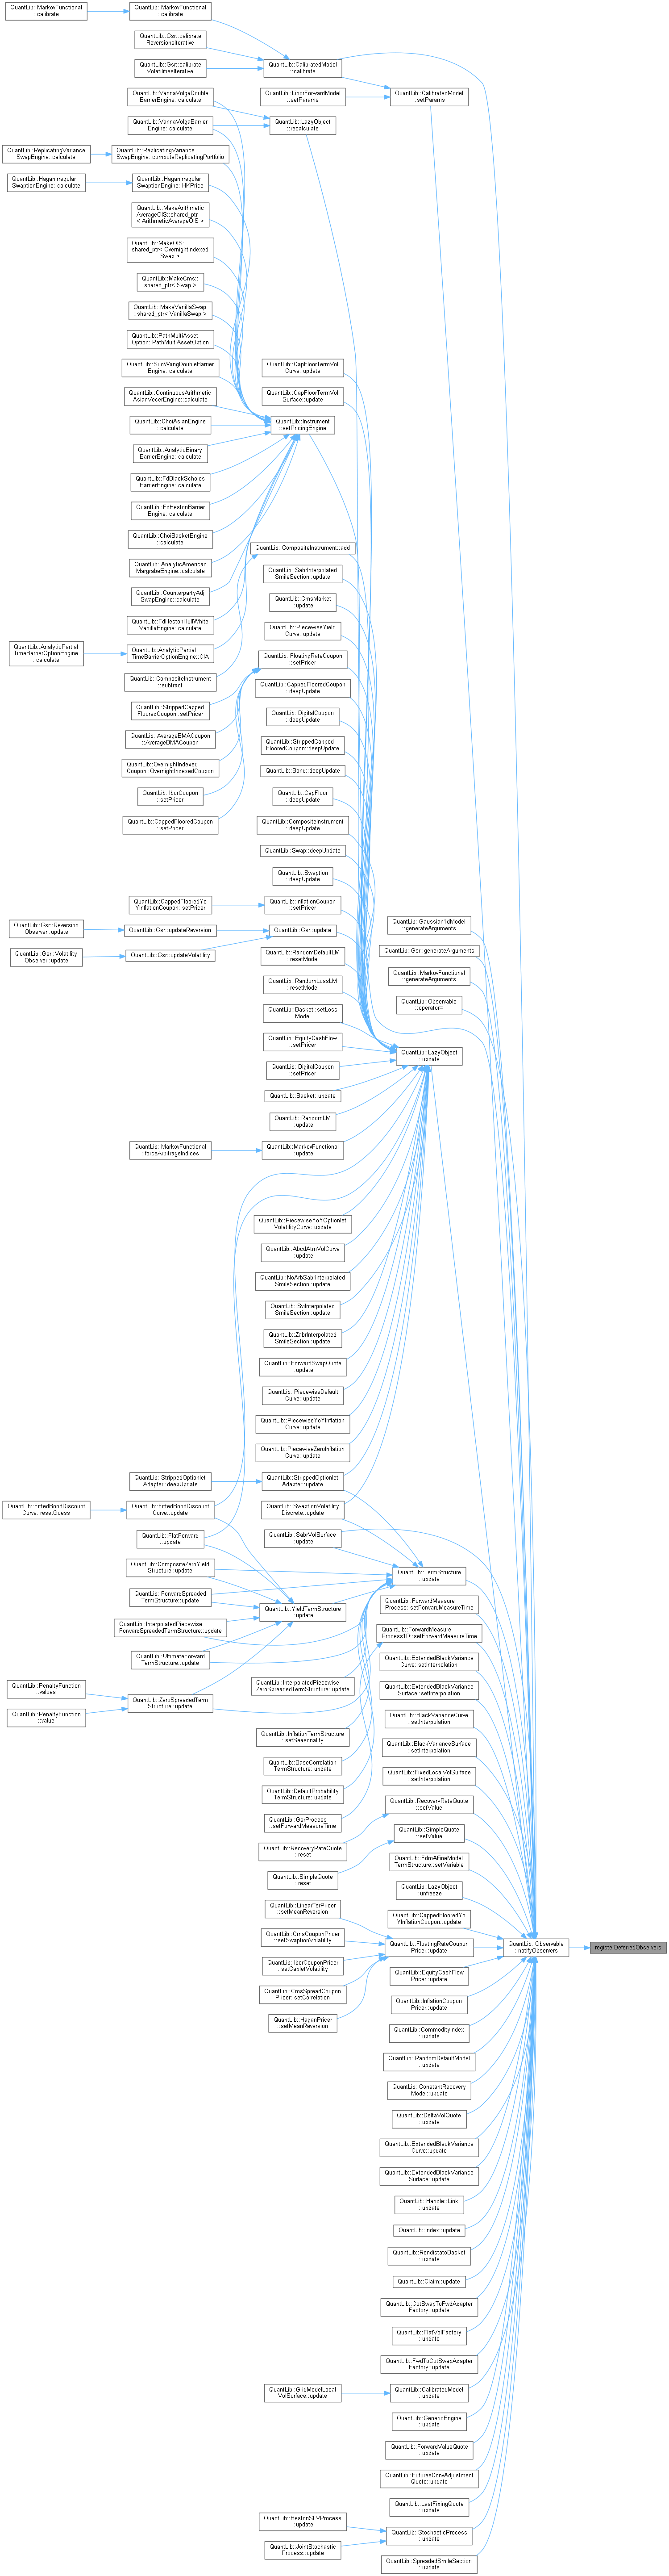 QuantLib::MarkovFunctional
::calibrate
QuantLib::MarkovFunctional
::calibrate
QuantLib::Gsr::calibrate
ReversionsIterative
QuantLib::Gsr::calibrate
VolatilitiesIterative
QuantLib::CalibratedModel
::calibrate
QuantLib::VannaVolgaDouble
BarrierEngine::calculate
QuantLib::LiborForwardModel
::setParams
QuantLib::CalibratedModel
::setParams
QuantLib::VannaVolgaBarrier
Engine::calculate
QuantLib::LazyObject
::recalculate
QuantLib::ReplicatingVariance
SwapEngine::calculate
QuantLib::ReplicatingVariance
SwapEngine::computeReplicatingPortfolio
QuantLib::HaganIrregular
SwaptionEngine::calculate
QuantLib::HaganIrregular
SwaptionEngine::HKPrice
QuantLib::MakeArithmetic
AverageOIS::shared_ptr
< ArithmeticAverageOIS >
QuantLib::MakeOIS::
shared_ptr< OvernightIndexed
Swap >
QuantLib::MakeCms::
shared_ptr< Swap >
QuantLib::MakeVanillaSwap
::shared_ptr< VanillaSwap >
QuantLib::PathMultiAsset
Option::PathMultiAssetOption
QuantLib::SuoWangDoubleBarrier
Engine::calculate
QuantLib::CapFloorTermVol
Curve::update
QuantLib::ContinuousArithmetic
AsianVecerEngine::calculate
QuantLib::CapFloorTermVol
Surface::update
QuantLib::ChoiAsianEngine
::calculate
QuantLib::Instrument
::setPricingEngine
QuantLib::AnalyticBinary
BarrierEngine::calculate
QuantLib::FdBlackScholes
BarrierEngine::calculate
QuantLib::FdHestonBarrier
Engine::calculate
QuantLib::ChoiBasketEngine
::calculate
QuantLib::CompositeInstrument::add
QuantLib::AnalyticAmerican
MargrabeEngine::calculate
QuantLib::SabrInterpolated
SmileSection::update
QuantLib::CounterpartyAdj
SwapEngine::calculate
QuantLib::CmsMarket
::update
QuantLib::FdHestonHullWhite
VanillaEngine::calculate
QuantLib::PiecewiseYield
Curve::update
QuantLib::AnalyticPartial
TimeBarrierOptionEngine
::calculate
QuantLib::AnalyticPartial
TimeBarrierOptionEngine::CIA
QuantLib::FloatingRateCoupon
::setPricer
QuantLib::CompositeInstrument
::subtract
QuantLib::CappedFlooredCoupon
::deepUpdate
QuantLib::StrippedCapped
FlooredCoupon::setPricer
QuantLib::DigitalCoupon
::deepUpdate
QuantLib::AverageBMACoupon
::AverageBMACoupon
QuantLib::StrippedCapped
FlooredCoupon::deepUpdate
QuantLib::OvernightIndexed
Coupon::OvernightIndexedCoupon
QuantLib::Bond::deepUpdate
QuantLib::IborCoupon
::setPricer
QuantLib::CapFloor
::deepUpdate
QuantLib::CappedFlooredCoupon
::setPricer
QuantLib::CompositeInstrument
::deepUpdate
QuantLib::Swap::deepUpdate
QuantLib::Swaption
::deepUpdate
QuantLib::CappedFlooredYo
YInflationCoupon::setPricer
QuantLib::InflationCoupon
::setPricer
QuantLib::Gaussian1dModel
::generateArguments
QuantLib::Gsr::Reversion
Observer::update
QuantLib::Gsr::updateReversion
QuantLib::Gsr::update
QuantLib::Gsr::Volatility
Observer::update
QuantLib::Gsr::updateVolatility
QuantLib::RandomDefaultLM
::resetModel
QuantLib::Gsr::generateArguments
QuantLib::RandomLossLM
::resetModel
QuantLib::MarkovFunctional
::generateArguments
QuantLib::Basket::setLoss
Model
QuantLib::Observable
::operator=
QuantLib::EquityCashFlow
::setPricer
QuantLib::LazyObject
::update
QuantLib::DigitalCoupon
::setPricer
QuantLib::Basket::update
QuantLib::RandomLM
::update
QuantLib::MarkovFunctional
::forceArbitrageIndices
QuantLib::MarkovFunctional
::update
QuantLib::PiecewiseYoYOptionlet
VolatilityCurve::update
QuantLib::AbcdAtmVolCurve
::update
QuantLib::NoArbSabrInterpolated
SmileSection::update
QuantLib::SviInterpolated
SmileSection::update
QuantLib::ZabrInterpolated
SmileSection::update
QuantLib::ForwardSwapQuote
::update
QuantLib::PiecewiseDefault
Curve::update
QuantLib::PiecewiseYoYInflation
Curve::update
QuantLib::PiecewiseZeroInflation
Curve::update
QuantLib::StrippedOptionlet
Adapter::deepUpdate
QuantLib::StrippedOptionlet
Adapter::update
QuantLib::FittedBondDiscount
Curve::resetGuess
QuantLib::FittedBondDiscount
Curve::update
QuantLib::SwaptionVolatility
Discrete::update
QuantLib::FlatForward
::update
QuantLib::SabrVolSurface
::update
QuantLib::CompositeZeroYield
Structure::update
QuantLib::TermStructure
::update
QuantLib::ForwardSpreaded
TermStructure::update
QuantLib::YieldTermStructure
::update
QuantLib::ForwardMeasure
Process::setForwardMeasureTime
QuantLib::InterpolatedPiecewise
ForwardSpreadedTermStructure::update
QuantLib::ForwardMeasure
Process1D::setForwardMeasureTime
QuantLib::UltimateForward
TermStructure::update
QuantLib::ExtendedBlackVariance
Curve::setInterpolation
QuantLib::InterpolatedPiecewise
ZeroSpreadedTermStructure::update
QuantLib::ExtendedBlackVariance
Surface::setInterpolation
QuantLib::PenaltyFunction
::values
QuantLib::ZeroSpreadedTerm
Structure::update
QuantLib::PenaltyFunction
::value
QuantLib::BlackVarianceCurve
::setInterpolation
QuantLib::InflationTermStructure
::setSeasonality
QuantLib::BlackVarianceSurface
::setInterpolation
QuantLib::BaseCorrelation
TermStructure::update
QuantLib::FixedLocalVolSurface
::setInterpolation
QuantLib::DefaultProbability
TermStructure::update
QuantLib::RecoveryRateQuote
::setValue
QuantLib::GsrProcess
::setForwardMeasureTime
QuantLib::SimpleQuote
::setValue
QuantLib::RecoveryRateQuote
::reset
QuantLib::FdmAffineModel
TermStructure::setVariable
QuantLib::SimpleQuote
::reset
QuantLib::LazyObject
::unfreeze
QuantLib::LinearTsrPricer
::setMeanReversion
QuantLib::CappedFlooredYo
YInflationCoupon::update
QuantLib::CmsCouponPricer
::setSwaptionVolatility
QuantLib::FloatingRateCoupon
Pricer::update
QuantLib::Observable
::notifyObservers
registerDeferredObservers
QuantLib::IborCouponPricer
::setCapletVolatility
QuantLib::EquityCashFlow
Pricer::update
QuantLib::CmsSpreadCoupon
Pricer::setCorrelation
QuantLib::InflationCoupon
Pricer::update
QuantLib::HaganPricer
::setMeanReversion
QuantLib::CommodityIndex
::update
QuantLib::RandomDefaultModel
::update
QuantLib::ConstantRecovery
Model::update
QuantLib::DeltaVolQuote
::update
QuantLib::ExtendedBlackVariance
Curve::update
QuantLib::ExtendedBlackVariance
Surface::update
QuantLib::Handle::Link
::update
QuantLib::Index::update
QuantLib::RendistatoBasket
::update
QuantLib::Claim::update
QuantLib::CotSwapToFwdAdapter
Factory::update
QuantLib::FlatVolFactory
::update
QuantLib::FwdToCotSwapAdapter
Factory::update
QuantLib::GridModelLocal
VolSurface::update
QuantLib::CalibratedModel
::update
QuantLib::GenericEngine
::update
QuantLib::ForwardValueQuote
::update
QuantLib::FuturesConvAdjustment
Quote::update
QuantLib::LastFixingQuote
::update
QuantLib::HestonSLVProcess
::update
QuantLib::StochasticProcess
::update
QuantLib::JointStochastic
Process::update
QuantLib::SpreadedSmileSection
::update